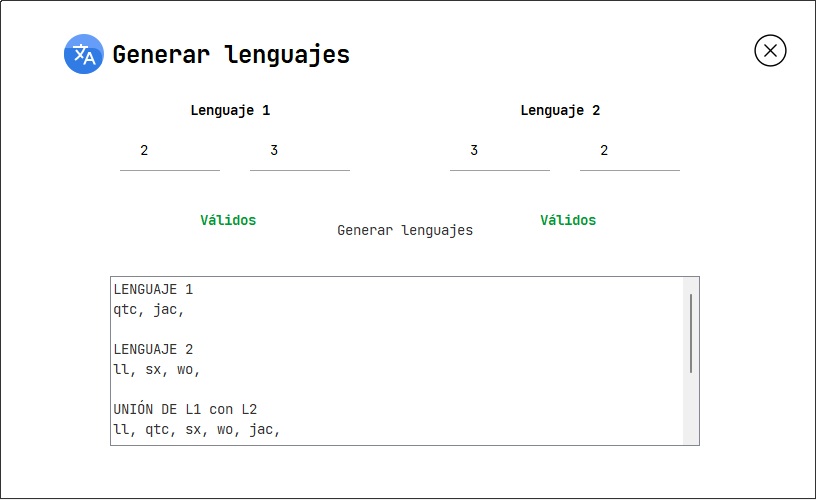 Generar lenguajes
Lenguaje 1
Lenguaje 2
2
3
3
2
Válidos
Válidos
Generar lenguajes
LENGUAJE 1
qtc, jac,
LENGUAJE 2
ll, sx, wo,
UNIÓN DE L1 con L2
ll, qtc, sx, wo, jac,